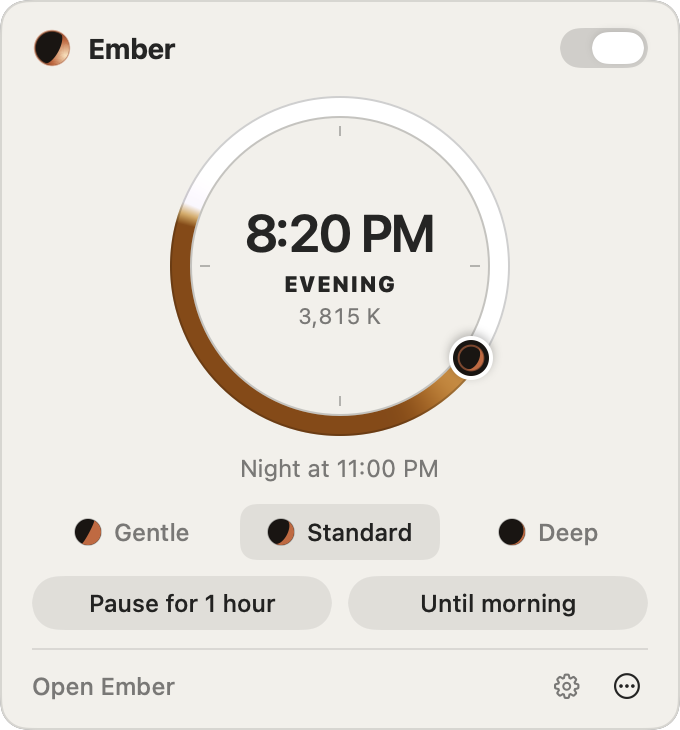 Ember
8:20 PM
EVENING
3,815 K
Night at 11:00 PM
Gentle
Standard
Deep
Pause for 1 hour
Until morning
Open Ember